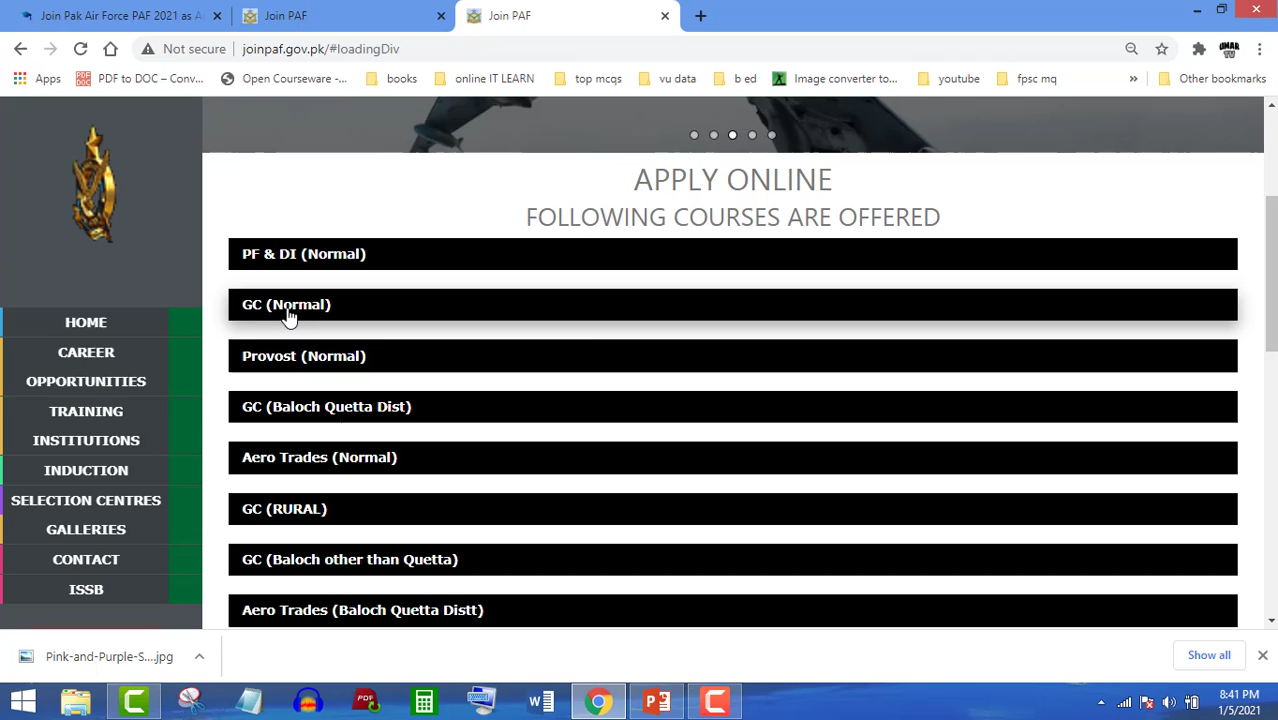 Join Pak Air Force PAF 2021 as A
Join PAF
Join PAF
Not secure
joinpaf.gov.pk/#loadingDiv
UMAR TV
Apps
PDF to DOC – Conv...
Open Courseware -...
books
online IT LEARN
top mcqs
vu data
b ed
Image converter to...
youtube
fpsc mq
»
Other bookmarks
APPLY ONLINE
FOLLOWING COURSES ARE OFFERED
PF & DI (Normal)
GC (Normal)
Provost (Normal)
GC (Baloch Quetta Dist)
Aero Trades (Normal)
GC (RURAL)
GC (Baloch other than Quetta)
Aero Trades (Baloch Quetta Distt)
HOME
CAREER
OPPORTUNITIES
TRAINING
INSTITUTIONS
INDUCTION
SELECTION CENTRES
GALLERIES
CONTACT
ISSB
Pink-and-Purple-S....jpg
Show all
8:41 PM
1/5/2021